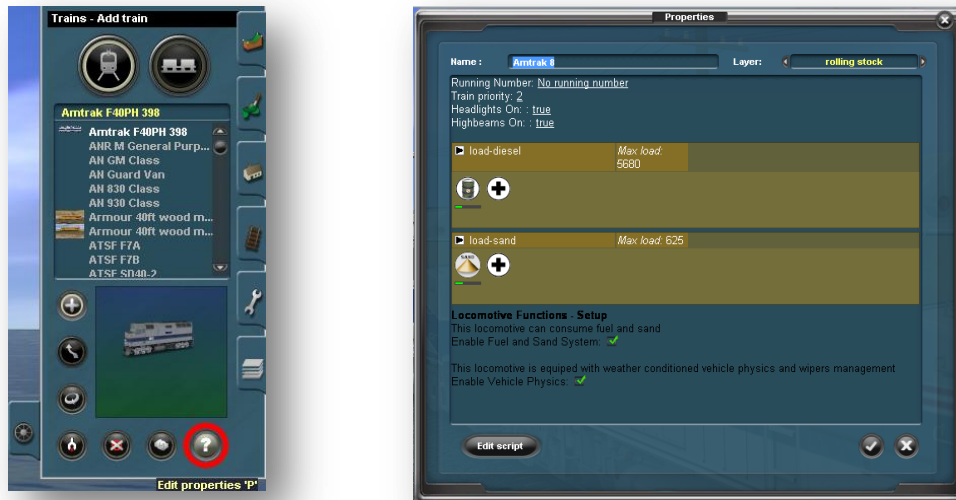 Trains - Add train
Amtrak F40PH 398
Amtrak F40PH 398
ANR M General Purp...
AN GM Class
AN Guard Van
AN 830 Class
AN 930 Class
Armour 40ft wood m...
Armour 40ft wood m...
ATSF F7A
ATSF F7B
ATSF SD40-2
Edit properties 'P'
Properties
Name : Amtrak 8 Layer: rolling stock
Running Number: No running number
Train priority: 2
Headlights On: : true
Highbeams On: : true
load-diesel Max load:
5680
load-sand Max load: 625
SAND
Locomotive Functions - Setup
This locomotive can consume fuel and sand
Enable Fuel and Sand System:
This locomotive is equiped with weather conditioned vehicle physics and wipers management
Enable Vehicle Physics:
Edit script